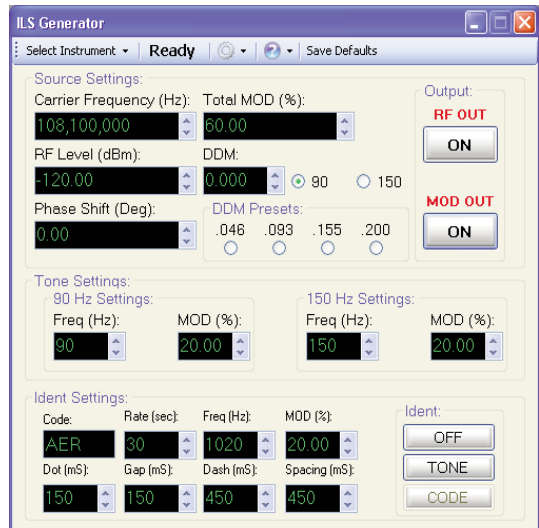 ILS Generator
Select Instrument Ready Save Defaults
Source Settings:
Carrier Frequency (Hz): Total MOD (%):
108,100,000 60.00
RF Level (dBm): DDM:
-120.00 0.000 90 150
Phase Shift (Deg): DDM Presets:
0.00 .046 .093 .155 .200
Output:
RF OUT
ON
MOD OUT
ON
Tone Settings:
90 Hz Settings: 150 Hz Settings:
Freq (Hz): MOD (%): Freq (Hz): MOD (%):
90 20.00 150 20.00
Ident Settings:
Code: Rate (sec): Freq (Hz): MOD (%):
AER 30 1020 20.00
Dot (mS): Gap (mS): Dash (mS): Spacing (mS):
150 150 450 450
Ident:
OFF
TONE
CODE